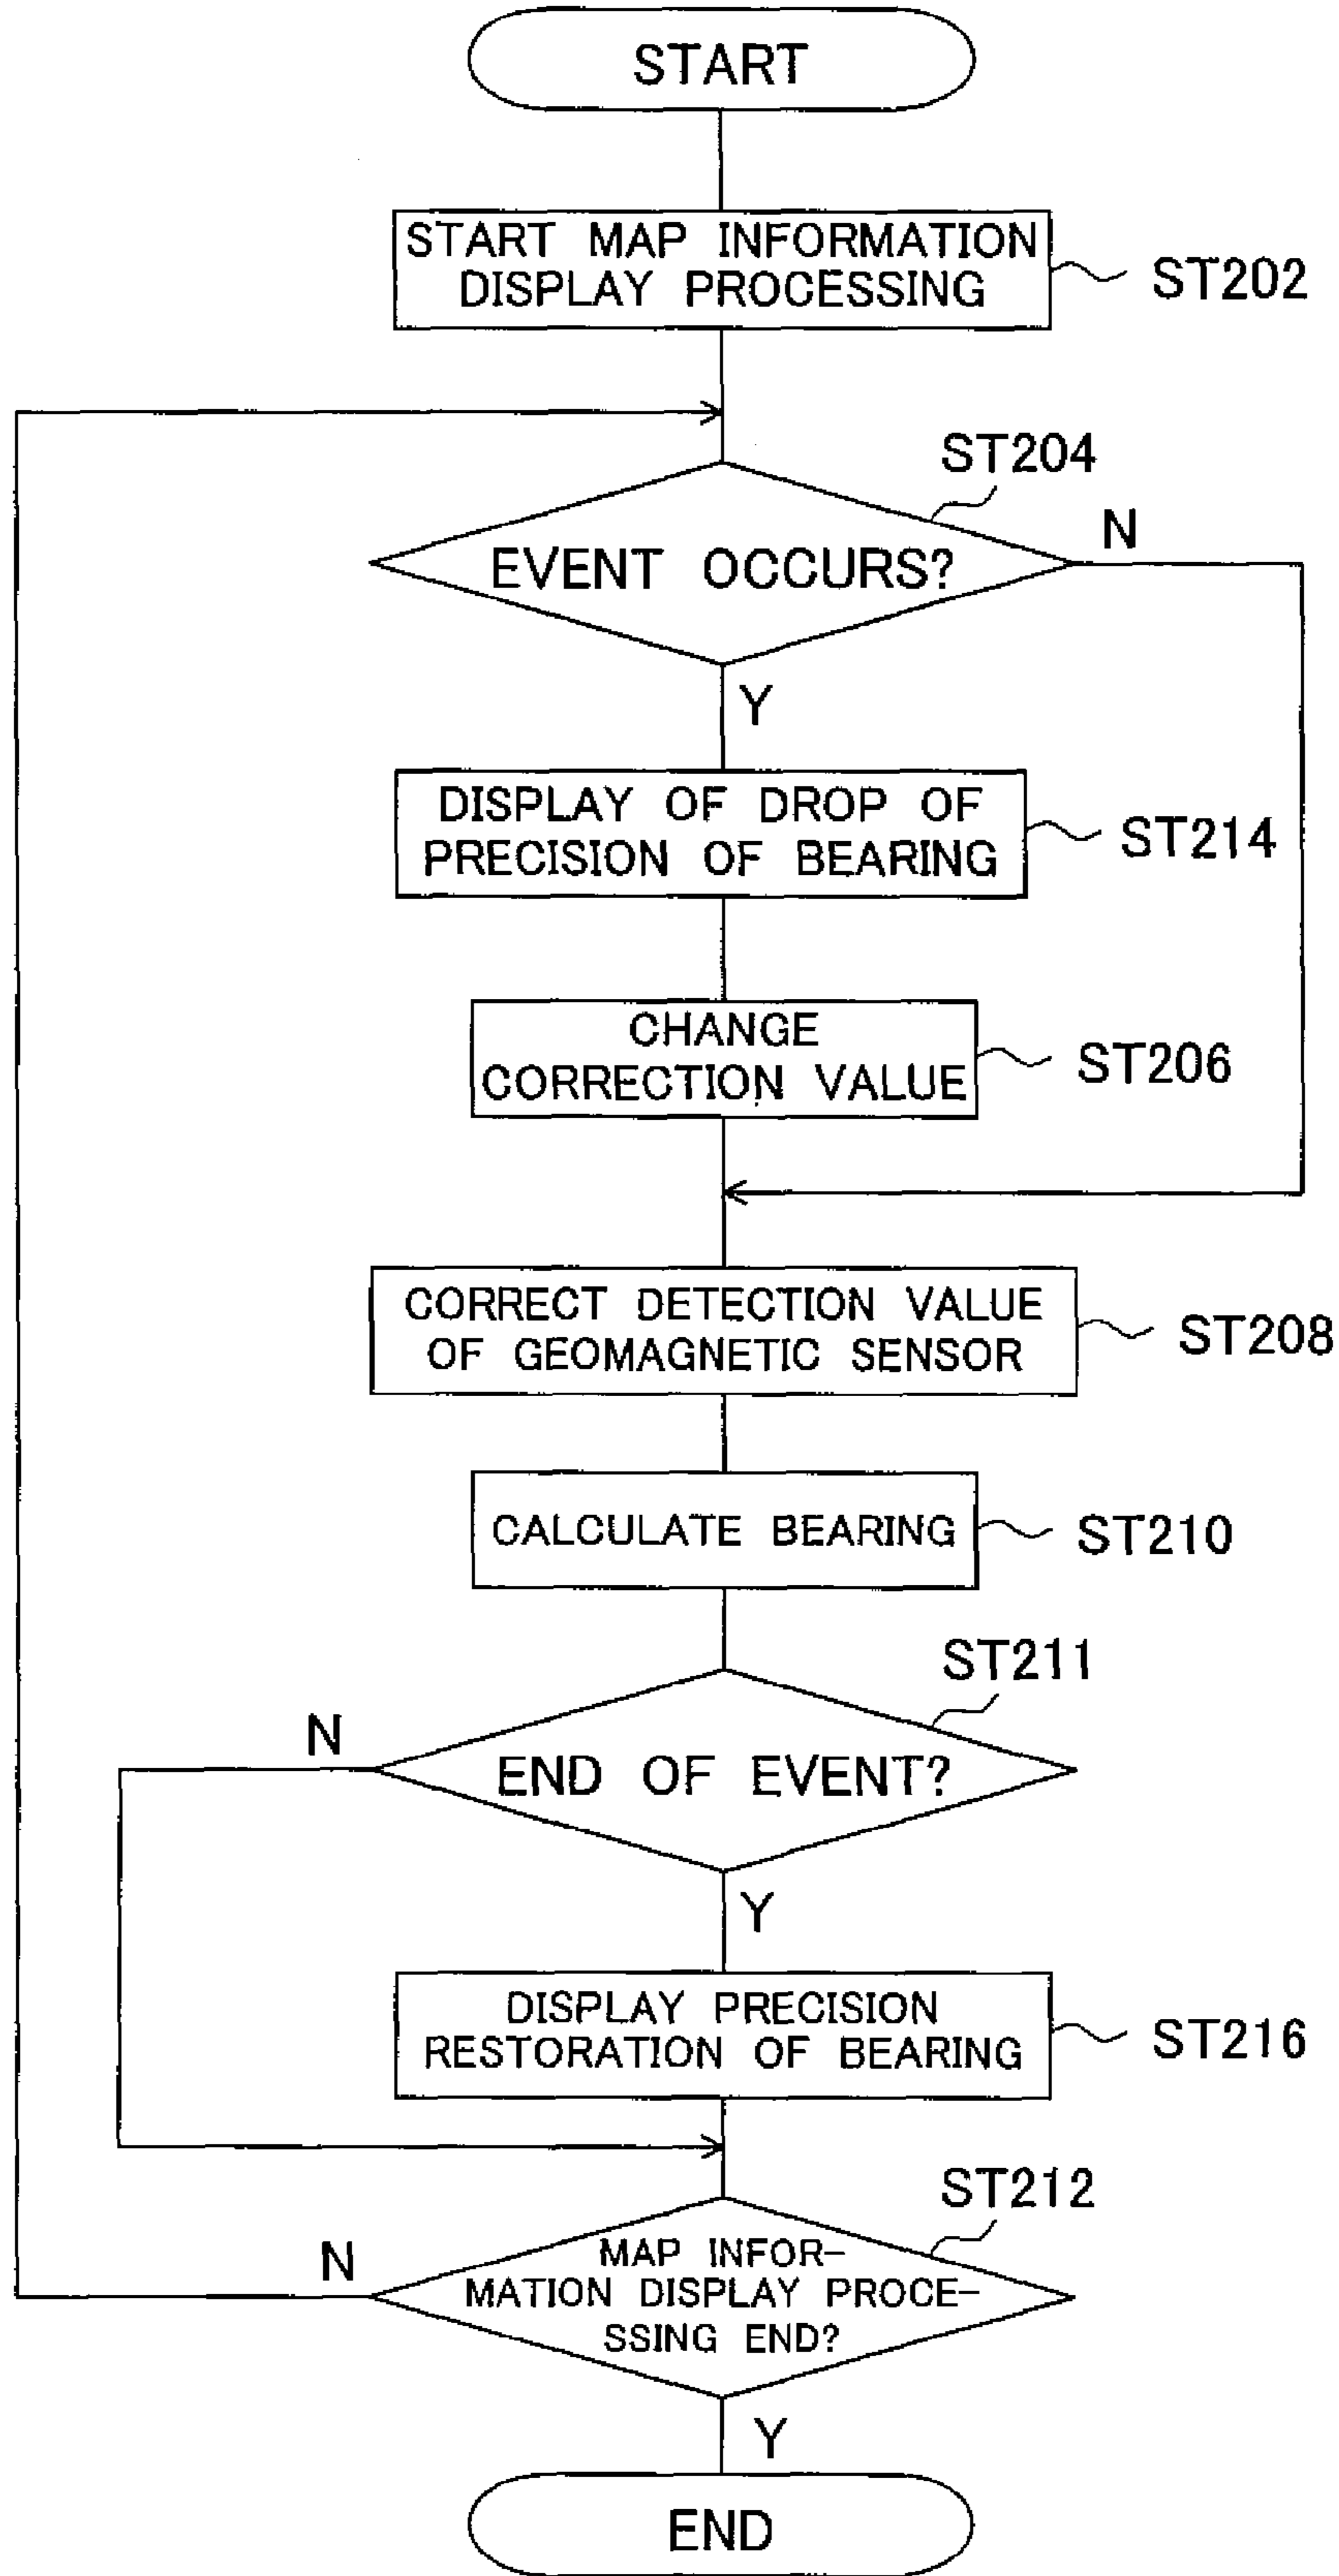 START
START MAP INFORMATION
DISPLAY PROCESSING
ST202
ST204
EVENT OCCURS?
N
Y
DISPLAY OF DROP OF
PRECISION OF BEARING
ST214
CHANGE
CORRECTION VALUE
ST206
CORRECT DETECTION VALUE
OF GEOMAGNETIC SENSOR
ST208
CALCULATE BEARING
ST210
ST211
N
END OF EVENT?
Y
DISPLAY PRECISION
RESTORATION OF BEARING
ST216
ST212
N
MAP INFOR-
MATION DISPLAY PROCE-
SSING END?
Y
END